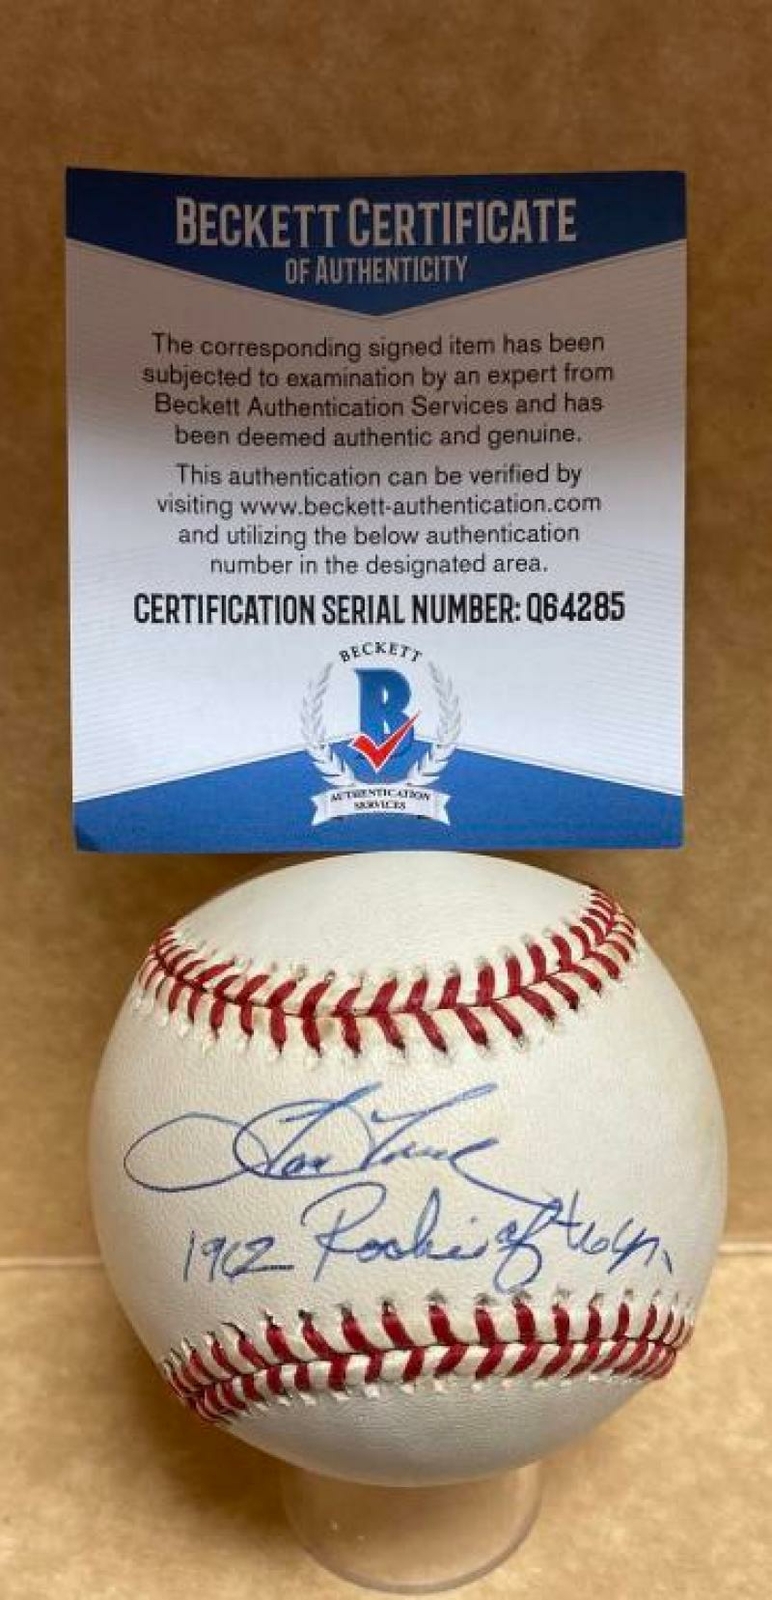 BECKETT CERTIFICATE
OF AUTHENTICITY
The corresponding signed item has been
subjected to examination by an expert from
Beckett Authentication Services and has
been deemed authentic and genuine.
This authentication can be verified by
visiting www.beckett-authentication.com
and utilizing the below authentication
number in the designated area.
CERTIFICATION SERIAL NUMBER: Q64285
BECKETT
B
AUTHENTICATION
SERVICES
Tom
1962 Rookie of the Yr.